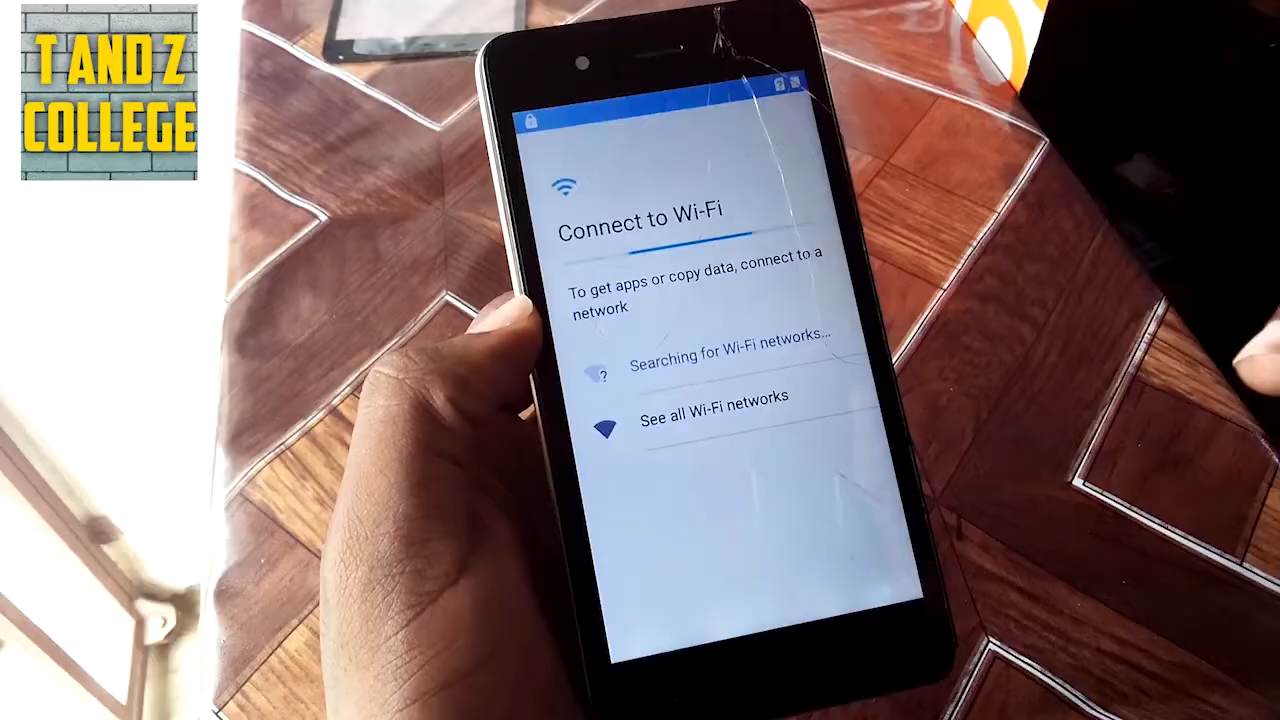 T AND Z
COLLEGE
Connect to Wi-Fi
To get apps or copy data, connect to a
network
?
Searching for Wi-Fi networks...
See all Wi-Fi networks